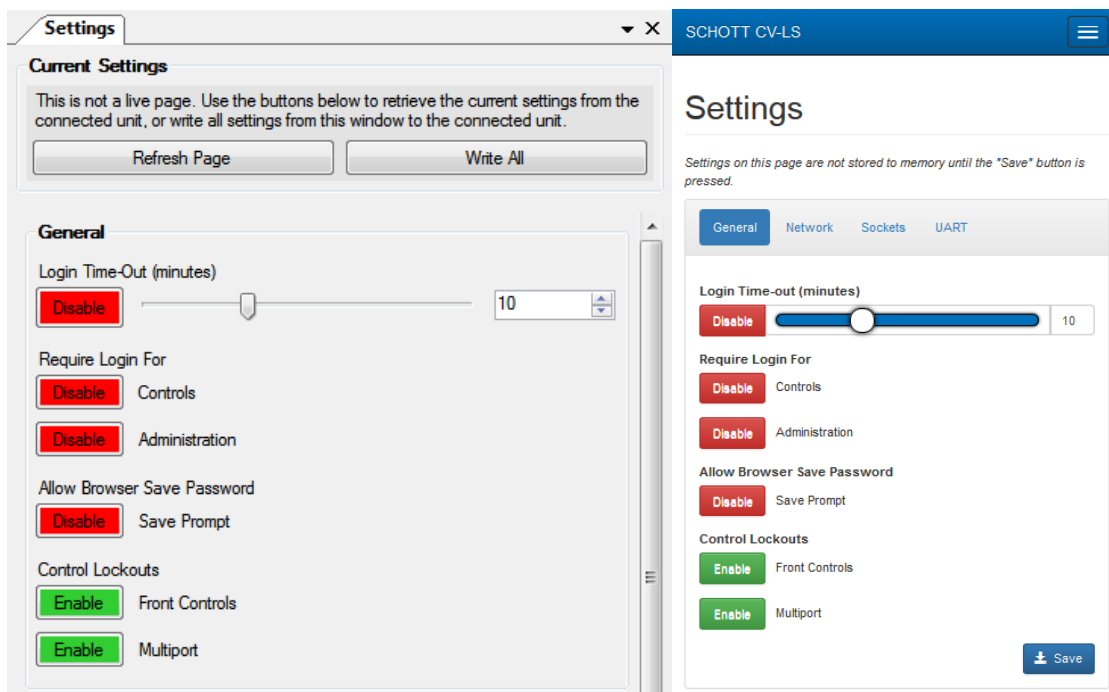 Settings
Current Settings
This is not a live page. Use the buttons below to retrieve the current settings from the
connected unit, or write all settings from this window to the connected unit.
Refresh Page
Write All
General
Login Time-Out (minutes)
Disable
10
Require Login For
Disable Controls
Disable Administration
Allow Browser Save Password
Disable Save Prompt
Control Lockouts
Enable Front Controls
Enable Multiport
SCHOTT CV-LS
Settings
Settings on this page are not stored to memory until the "Save" button is
pressed.
General Network Sockets UART
Login Time-out (minutes)
Disable
10
Require Login For
Disable Controls
Disable Administration
Allow Browser Save Password
Disable Save Prompt
Control Lockouts
Enable Front Controls
Enable Multiport
Save